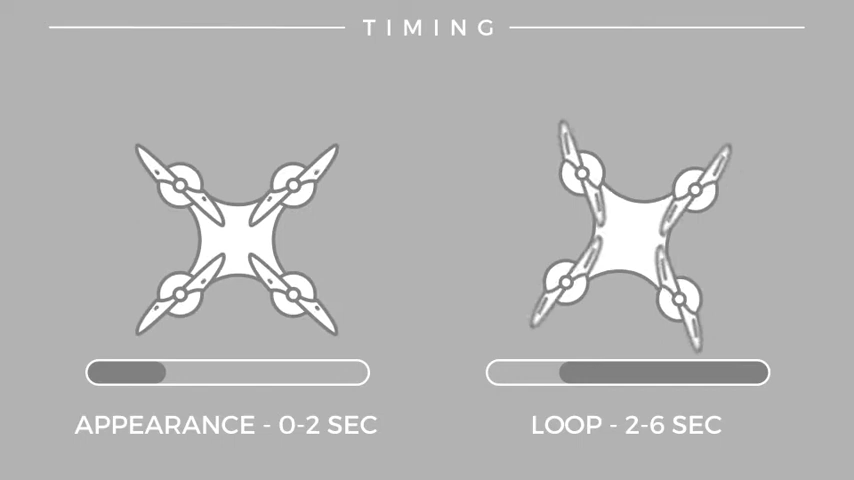 TIMING
APPEARANCE - 0-2 SEC
LOOP - 2-6 SEC